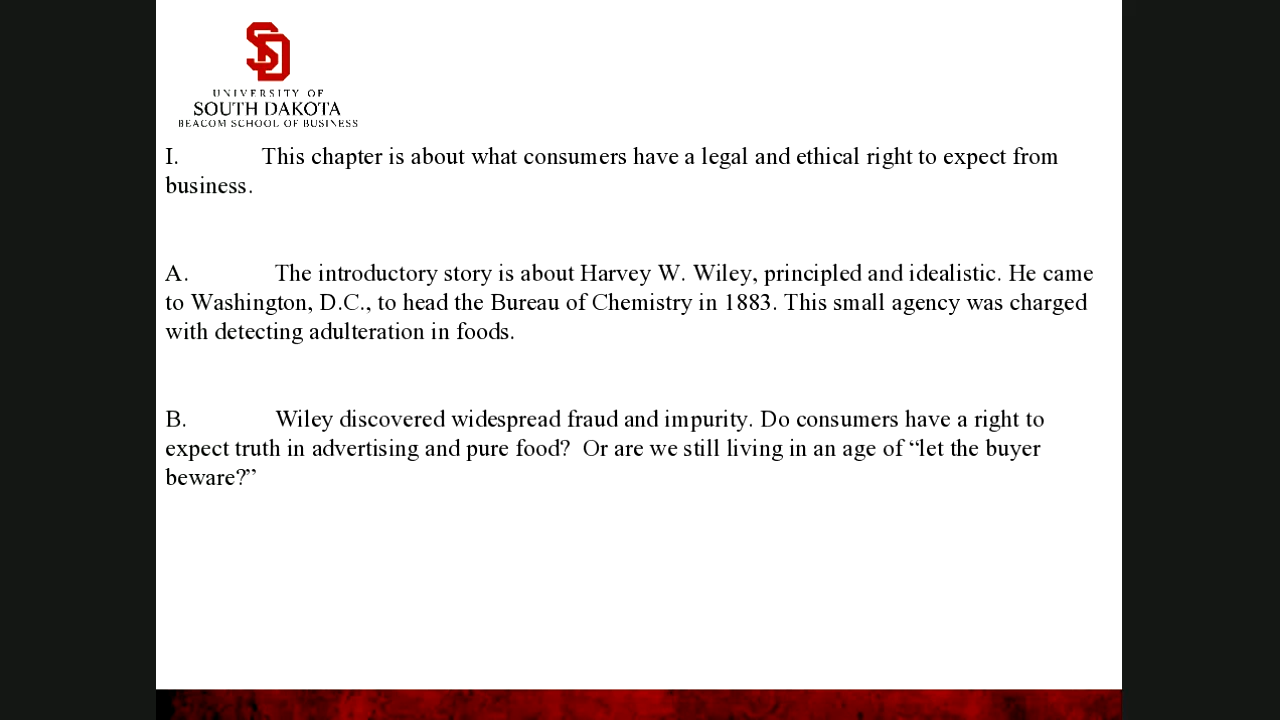 SD
UNIVERSITY OF
SOUTH DAKOTA
BEACOM SCHOOL OF BUSINESS
I. This chapter is about what consumers have a legal and ethical right to expect from
business.
A. The introductory story is about Harvey W. Wiley, principled and idealistic. He came
to Washington, D.C., to head the Bureau of Chemistry in 1883. This small agency was charged
with detecting adulteration in foods.
B. Wiley discovered widespread fraud and impurity. Do consumers have a right to
expect truth in advertising and pure food?  Or are we still living in an age of “let the buyer
beware?”